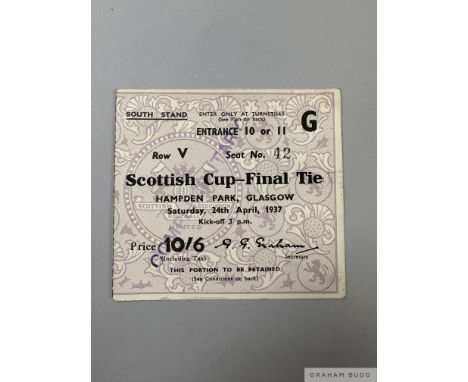 SOUTH STAND
ENTER ONLY AT TURNSTILES
(See Plan on back)
G
ENTRANCE 10 or 11
Row V Seat No. 42
Scottish Cup-Final Tie
HAMPDEN PARK, GLASGOW
Saturday, 24th April, 1937
Kick-off 3 p.m.
Price 10/6
(Including Tax)
G. G. Graham
Secretary
THIS PORTION TO BE RETAINED
(See Conditions on back)
COMPLIMENTARY
GRAHAM BUDD